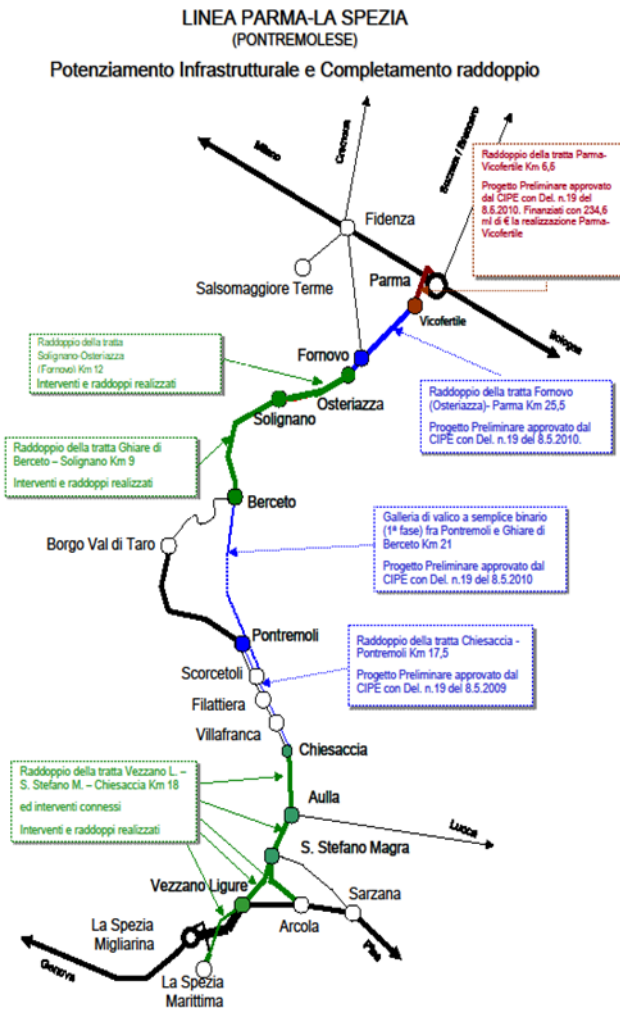 LINEA PARMA-LA SPEZIA
(PONTREMOLESE)
Potenziamento Infrastrutturale e Completamento raddoppio
Milano
Cremona
Bolzano / Brennero
Raddoppio della tratta Parma-
Vicofertile Km 6,5
Progetto Preliminare approvato
dal CIPE con Del. n.19 del
8.5.2010. Finanziati con 234,6
ml di € la realizzazione Parma-
Vicofertile
Fidenza
Salsomaggiore Terme
Parma
Vicofertile
Bologna
Raddoppio della tratta
Solignano-Osteriazza
(Fornovo) Km 12
Interventi e raddoppi realizzati
Fornovo
Osteriazza
Solignano
Raddoppio della tratta Fornovo
(Osteriazza)- Parma Km 25,5
Progetto Preliminare approvato dal
CIPE con Del. n.19 del 8.5.2010.
Raddoppio della tratta Ghiare di
Berceto – Solignano Km 9
Interventi e raddoppi realizzati
Berceto
Borgo Val di Taro
Galleria di valico a semplice binario
(1ª fase) fra Pontremoli e Ghiare di
Berceto Km 21
Progetto Preliminare approvato dal
CIPE con Del. n.19 del 8.5.2010
Pontremoli
Scorcetoli
Filattiera
Villafranca
Chiesaccia
Raddoppio della tratta Chiesaccia -
Pontremoli Km 17,5
Progetto Preliminare approvato dal
CIPE con Del. n.19 del 8.5.2009
Raddoppio della tratta Vezzano L. –
S. Stefano M. – Chiesaccia Km 18
ed interventi connessi
Interventi e raddoppi realizzati
Aulla
Lucca
S. Stefano Magra
Vezzano Ligure
Sarzana
Arcola
La Spezia
Migliarina
Pisa
Genova
La Spezia
Marittima